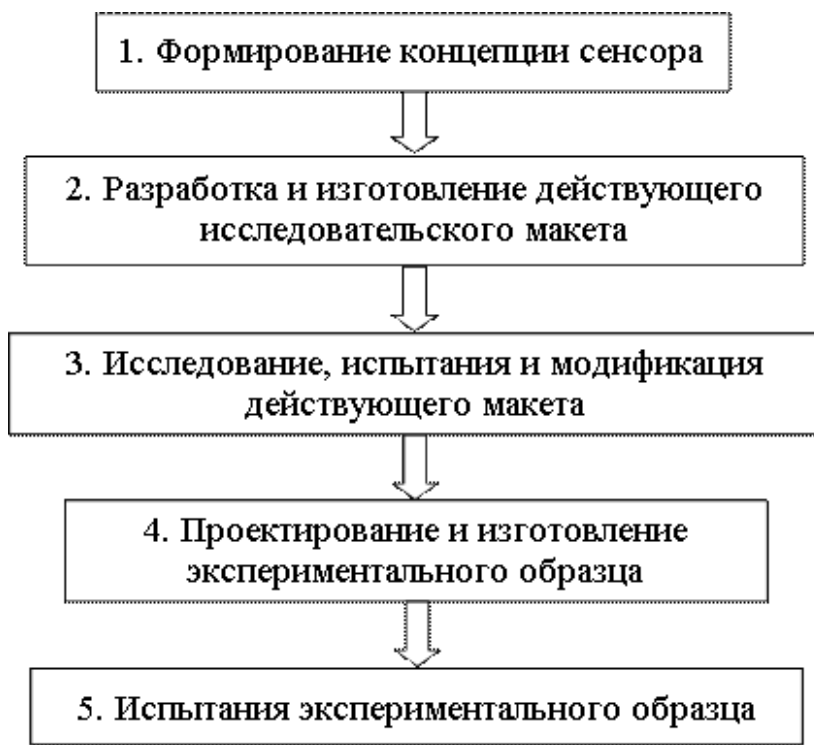 1. Формирование концепции сенсора
2. Разработка и изготовление действующего
исследовательского макета
3. Исследование, испытания и модификация
действующего макета
4. Проектирование и изготовление
экспериментального образца
5. Испытания экспериментального образца